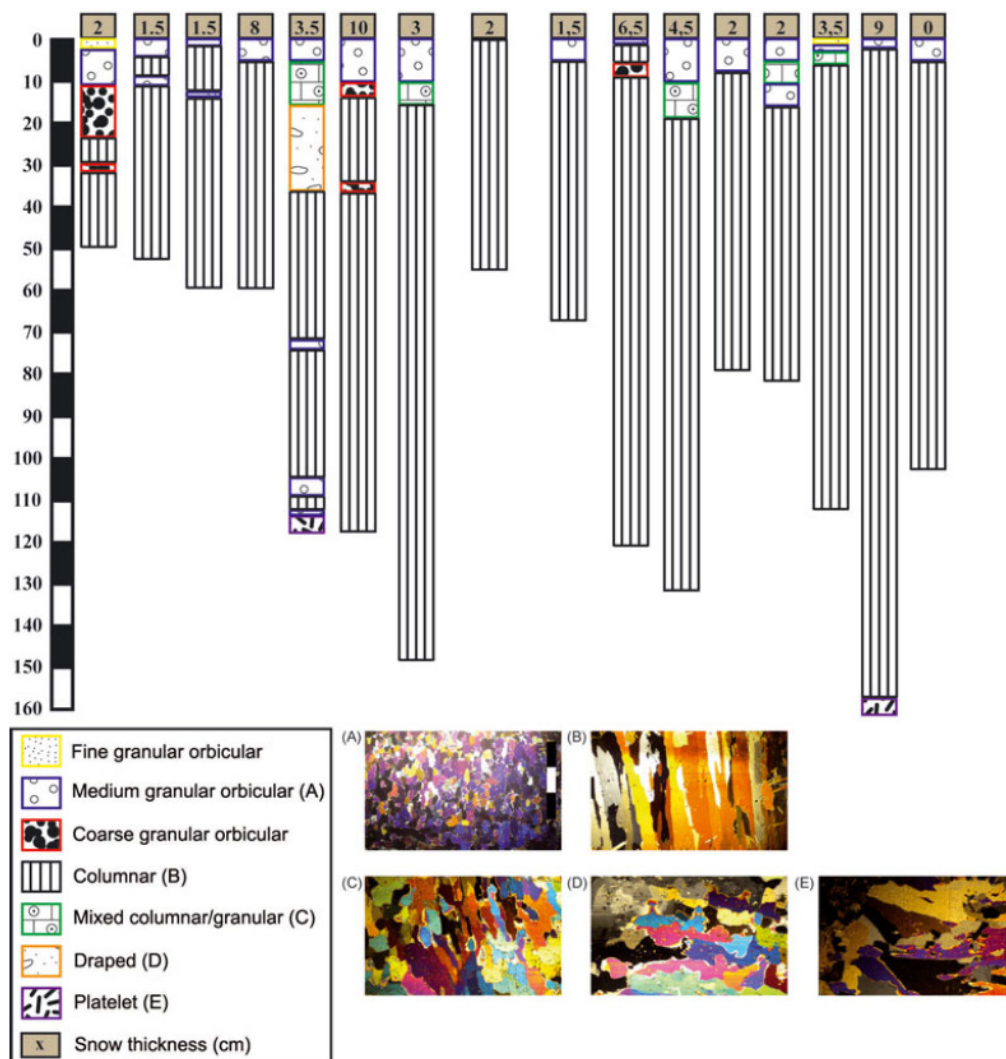 2 1.5 1.5 8 3.5 10 3 2 1,5 6,5 4,5 2 2 3,5 9 0
0
10
20
30
40
50
60
70
80
90
100
110
120
130
140
150
160
Fine granular orbicular
Medium granular orbicular (A)
Coarse granular orbicular
Columnar (B)
Mixed columnar/granular (C)
Draped (D)
Platelet (E)
x Snow thickness (cm)
(A) (B)
(C) (D) (E)